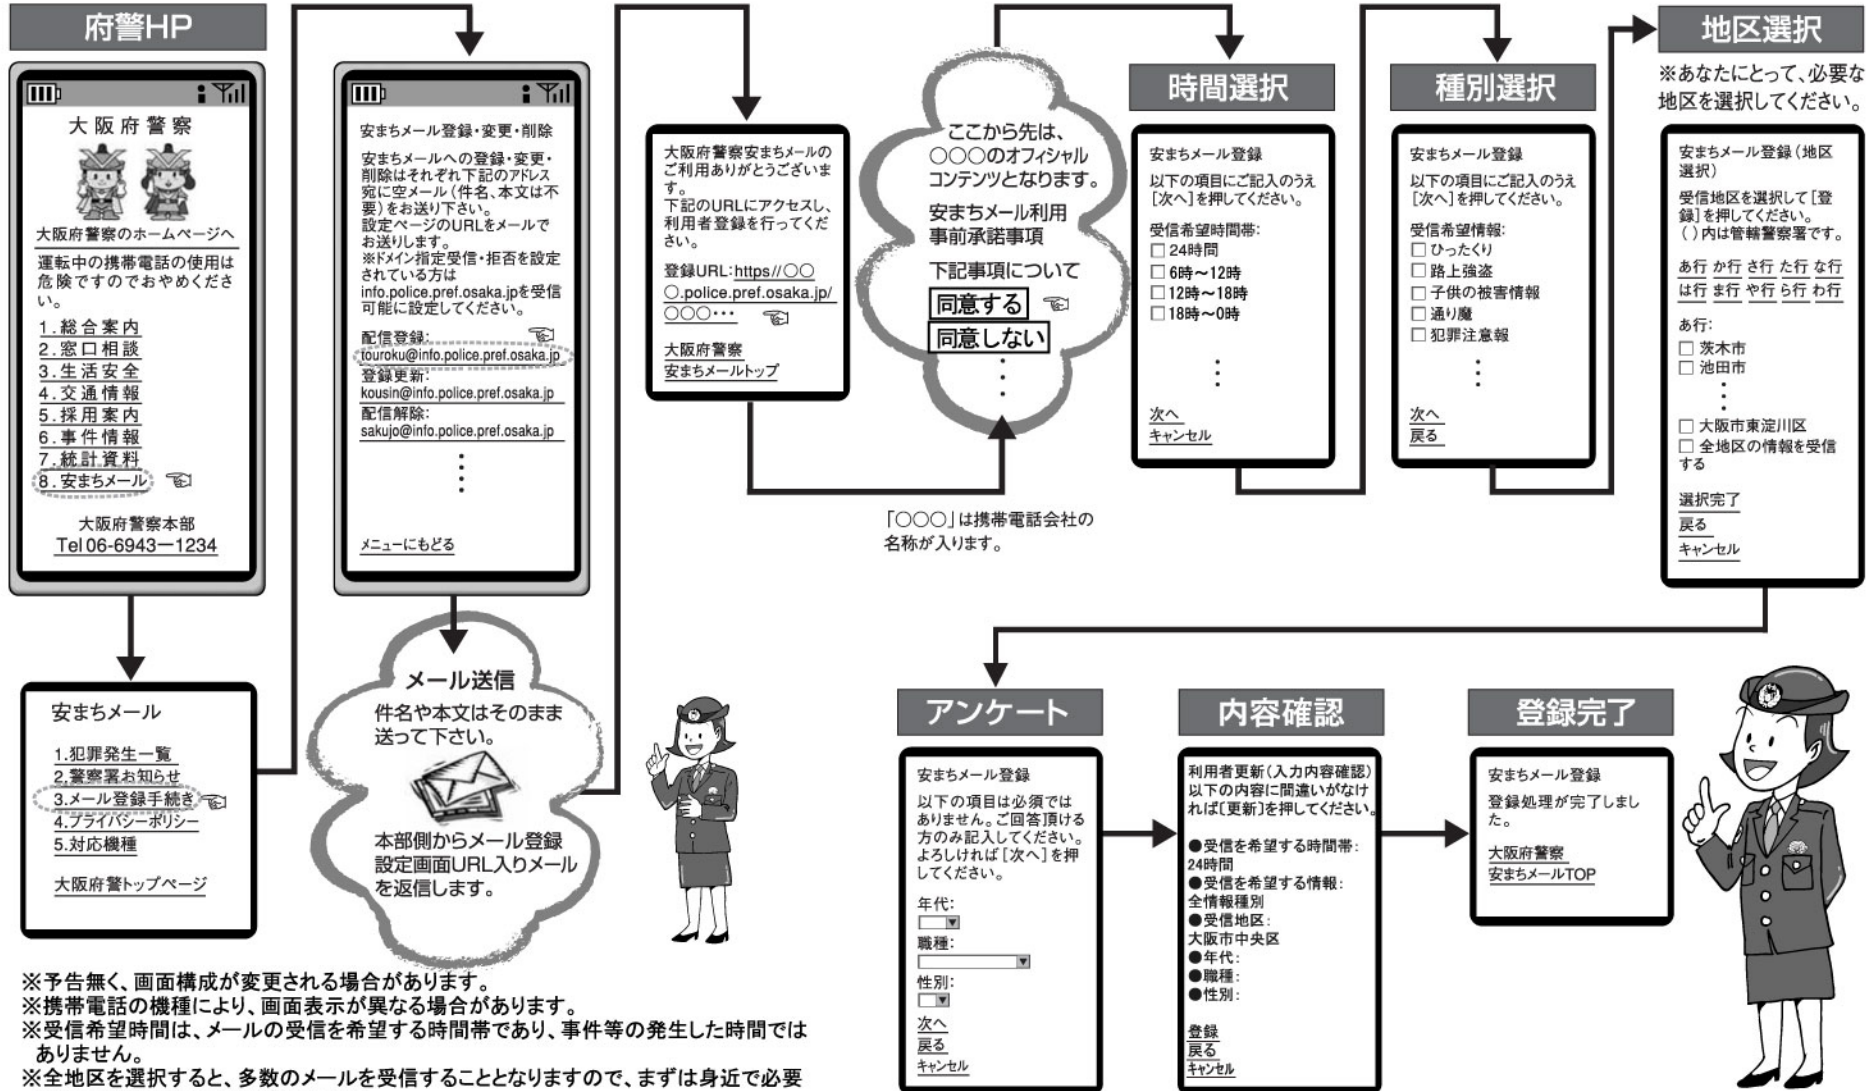 府警HP
大阪府警察
大阪府警察のホームページへ
運転中の携帯電話の使用は
危険ですのでおやめくださ
い。
1.総合案内
2.窓口相談
3.生活安全
4.交通情報
5.採用案内
6.事件情報
7.統計資料
8.安まちメール
大阪府警察本部
Tel 06-6943ー1234
安まちメール
1.犯罪発生一覧
2.警察署お知らせ
3.メール登録手続き
4.プライバシーポリシー
5.対応機種
大阪府警トップページ
安まちメール登録・変更・削除
安まちメールへの登録・変更・
削除はそれぞれ下記のアドレス
宛に空メール(件名、本文は不
要)をお送り下さい。
設定ページのURLをメールで
お送りします。
※ドメイン指定受信・拒否を設定
されている方は
info.police.pref.osaka.jpを受信
可能に設定してください。
配信登録:
touroku@info.police.pref.osaka.jp
登録更新:
kousin@info.police.pref.osaka.jp
配信解除:
sakujo@info.police.pref.osaka.jp
メニューにもどる
メール送信
件名や本文はそのまま
送って下さい。
本部側からメール登録
設定画面URL入りメール
を返信します。
大阪府警察安まちメールの
ご利用ありがとうございま
す。
下記のURLにアクセスし、
利用者登録を行ってくだ
さい。
登録URL:https//○○
○.police.pref.osaka.jp/
○○○・・・
大阪府警察
安まちメールトップ
ここから先は、
○○○のオフィシャル
コンテンツとなります。
安まちメール利用
事前承諾事項
下記事項について
同意する
同意しない
「○○○」は携帯電話会社の
名称が入ります。
時間選択
安まちメール登録
以下の項目にご記入のうえ
[次へ]を押してください。
受信希望時間帯:
□24時間
□6時〜12時
□12時〜18時
□18時〜0時
次へ
キャンセル
種別選択
安まちメール登録
以下の項目にご記入のうえ
[次へ]を押してください。
受信希望情報:
□ひったくり
□路上強盗
□子供の被害情報
□通り魔
□犯罪注意報
次へ
戻る
地区選択
※あなたにとって、必要な
地区を選択してください。
安まちメール登録(地区
選択)
受信地区を選択して[登
録]を押してください。
( )内は管轄警察署です。
あ行 か行 さ行 た行 な行
は行 ま行 や行 ら行 わ行
あ行:
□茨木市
□池田市
□大阪市東淀川区
□全地区の情報を受信
する
選択完了
戻る
キャンセル
アンケート
安まちメール登録
以下の項目は必須では
ありません。ご回答頂ける
方のみ記入してください。
よろしければ[次へ]を押
してください。
年代:
職種:
性別:
次へ
戻る
キャンセル
内容確認
利用者更新(入力内容確認)
以下の内容に間違いがなけ
れば[更新]を押してください。
●受信を希望する時間帯:
24時間
●受信を希望する情報:
全情報種別
●受信地区:
大阪市中央区
●年代:
●職種:
●性別:
登録
戻る
キャンセル
登録完了
安まちメール登録
登録処理が完了しまし
た。
大阪府警察
安まちメールTOP
※予告無く、画面構成が変更される場合があります。
※携帯電話の機種により、画面表示が異なる場合があります。
※受信希望時間は、メールの受信を希望する時間帯であり、事件等の発生した時間では
ありません。
※全地区を選択すると、多数のメールを受信することとなりますので、まずは身近で必要